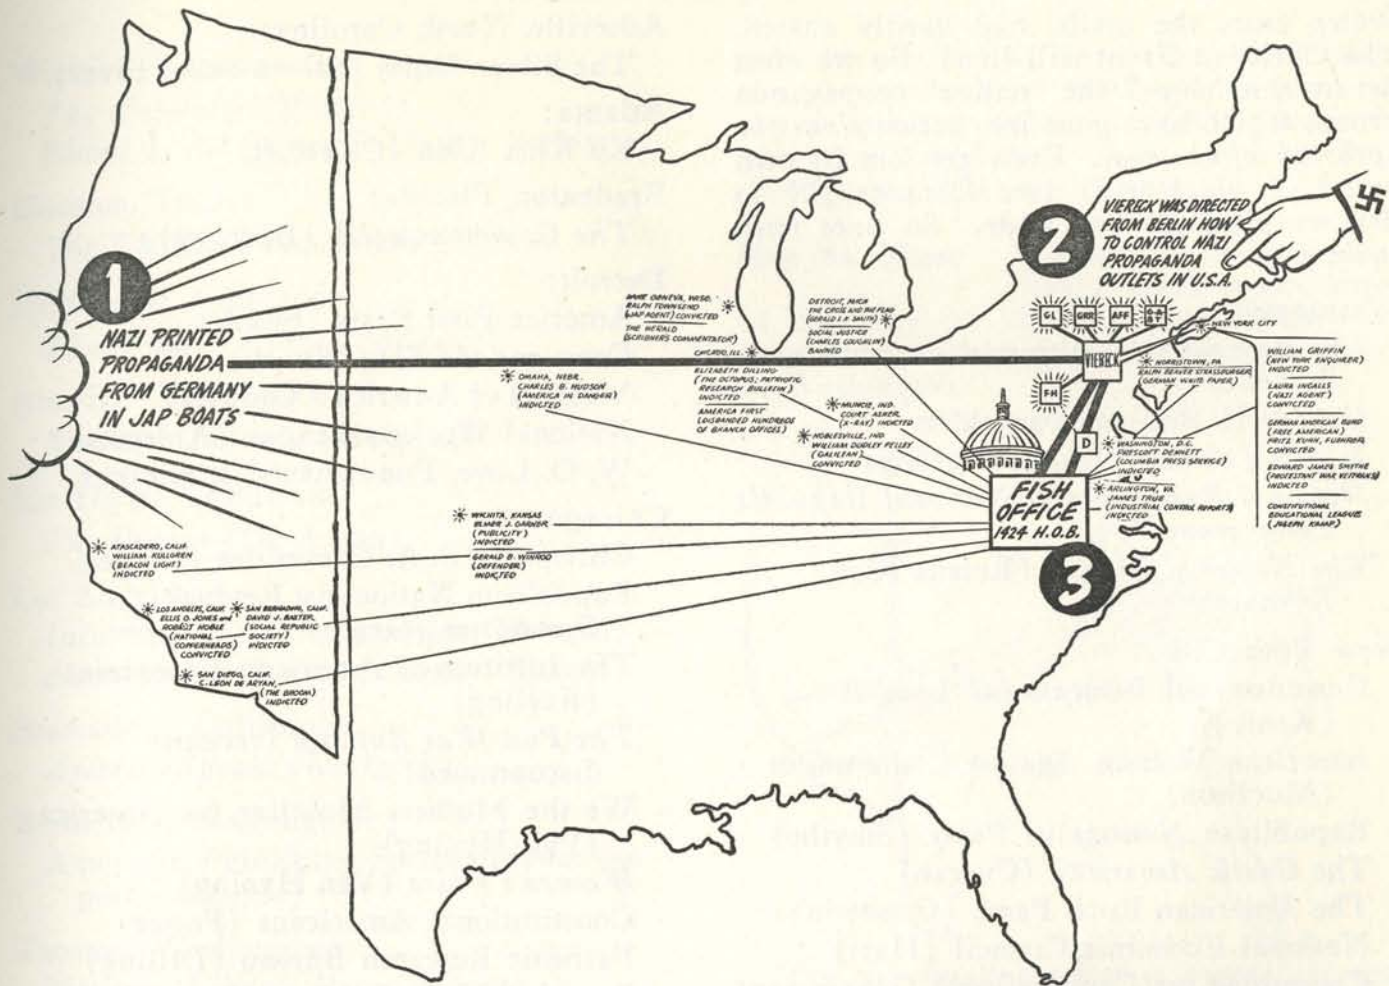 1
NAZI PRINTED
PROPAGANDA
FROM GERMANY
IN JAP BOATS
2
VIERECK WAS DIRECTED
FROM BERLIN HOW
TO CONTROL NAZI
PROPAGANDA
OUTLETS IN U.S.A.
GL
GRR
AFF
VIERECK
FH
D
FISH
OFFICE
1424 H.O.B.
3
LAKE GENEVA, WISC.
RALPH TOWNSEND
(JAP AGENT) CONVICTED
THE HERALD
(SCRIBNERS COMMENTATOR)
DETROIT, MICH
(THE CROSS AND THE FLAG
GERALD L.K. SMITH)
SOCIAL JUSTICE
(CHARLES COUGHLIN)
BANNED
CHICAGO, ILL.
ELIZABETH DILLING
(THE OCTOPUS; PATRIOTIC
RESEARCH BULLETIN)
INDICTED
AMERICA FIRST
(DISBANDED HUNDREDS
OF BRANCH OFFICES)
OMAHA, NEBR.
CHARLES B. HUDSON
(AMERICA IN DANGER)
INDICTED
MUNCIE, IND.
COURT ASHER
(X-RAY) INDICTED
NOBLESVILLE, IND
WILLIAM DUDLEY PELLEY
(GALILEAN)
CONVICTED
WICHITA, KANSAS
ELMER J. GARNER
(PUBLICITY)
INDICTED
GERALD B. WINROD
(DEFENDER)
INDICTED
ATASCADERO, CALIF.
WILLIAM KULLGREN
(BEACON LIGHT)
INDICTED
LOS ANGELES, CALIF.
ELLIS O. JONES and
ROBERT NOBLE
(NATIONAL
COPPERHEADS)
CONVICTED
SAN BERNADINO, CALIF.
DAVID J. BAXTER,
(SOCIAL REPUBLIC
SOCIETY)
INDICTED
SAN DIEGO, CALIF.
C. LEON DE ARYAN,
(THE BROOM)
INDICTED
NEW YORK CITY
WILLIAM GRIFFIN
(NEW YORK ENQUIRER)
INDICTED
LAURA INGALLS
(NAZI AGENT)
CONVICTED
GERMAN AMERICAN BUND
(FREE AMERICAN)
FRITZ KUHN, FUEHRER,
CONVICTED
EDWARD JAMES SMYTHE
(PROTESTANT WAR VETERANS)
INDICTED
CONSTITUTIONAL
EDUCATIONAL LEAGUE
(JOSEPH KAMP)
NORRISTOWN, PA
RALPH BEAVER STRASSBURGER
(GERMAN WHITE PAPER)
WASHINGTON, D.C.
PRESCOTT DENNETT
(COLUMBIA PRESS SERVICE)
INDICTED
ARLINGTON, VA.
JAMES TRUE
(INDUSTRIAL CONTROL REPORTS)
INDICTED